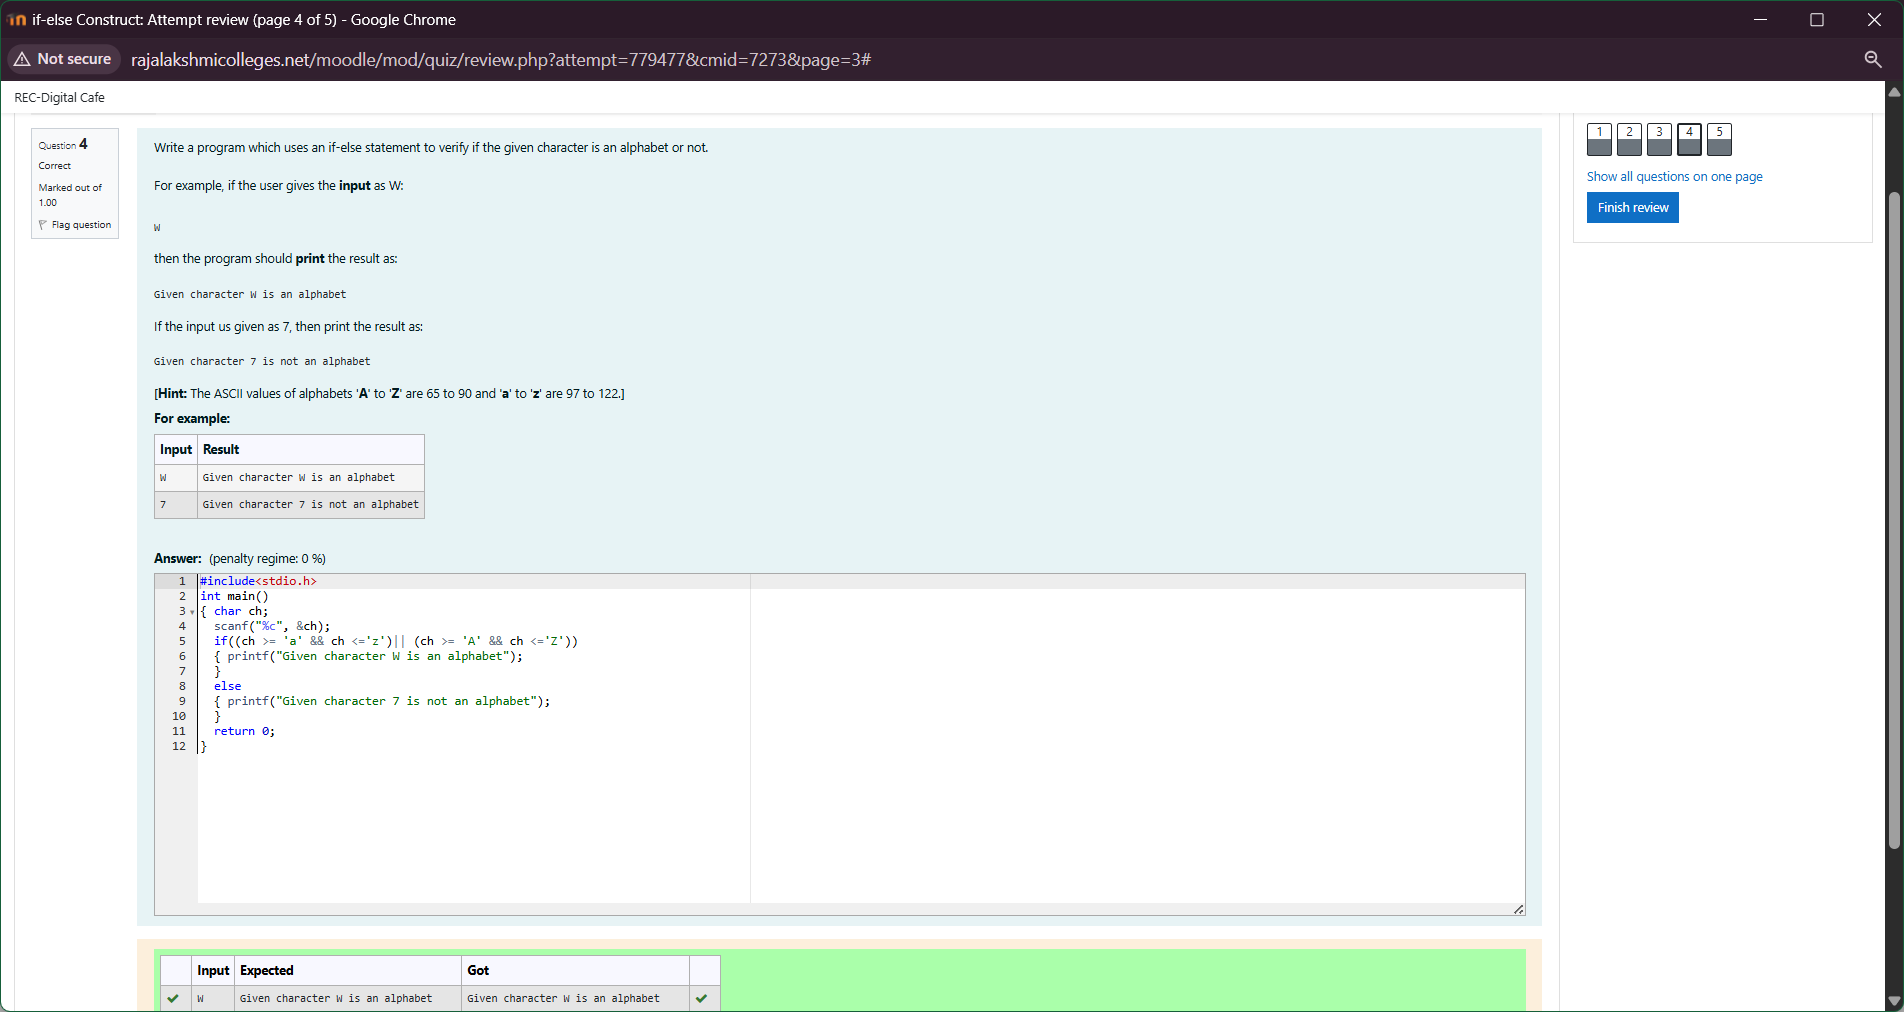 if-else Construct: Attempt review (page 4 of 5) - Google Chrome
Not secure rajalakshmicolleges.net/moodle/mod/quiz/review.php?attempt=779477&cmid=7273&page=3#
REC-Digital Cafe
Question 4
Correct
Marked out of
1.00
Flag question
Write a program which uses an if-else statement to verify if the given character is an alphabet or not.
For example, if the user gives the input as W:
W
then the program should print the result as:
Given character W is an alphabet
If the input us given as 7, then print the result as:
Given character 7 is not an alphabet
[Hint: The ASCII values of alphabets 'A' to 'Z' are 65 to 90 and 'a' to 'z' are 97 to 122.]
For example:
Input Result
W Given character W is an alphabet
7 Given character 7 is not an alphabet
Answer: (penalty regime: 0 %)
1 #include<stdio.h>
2 int main()
3 { char ch;
4 scanf("%c", &ch);
5 if((ch >= 'a' && ch <='z')|| (ch >= 'A' && ch <='Z'))
6 { printf("Given character W is an alphabet");
7 }
8 else
9 { printf("Given character 7 is not an alphabet");
10 }
11 return 0;
12 }
Input Expected Got
W Given character W is an alphabet Given character W is an alphabet
1 2 3 4 5
Show all questions on one page
Finish review